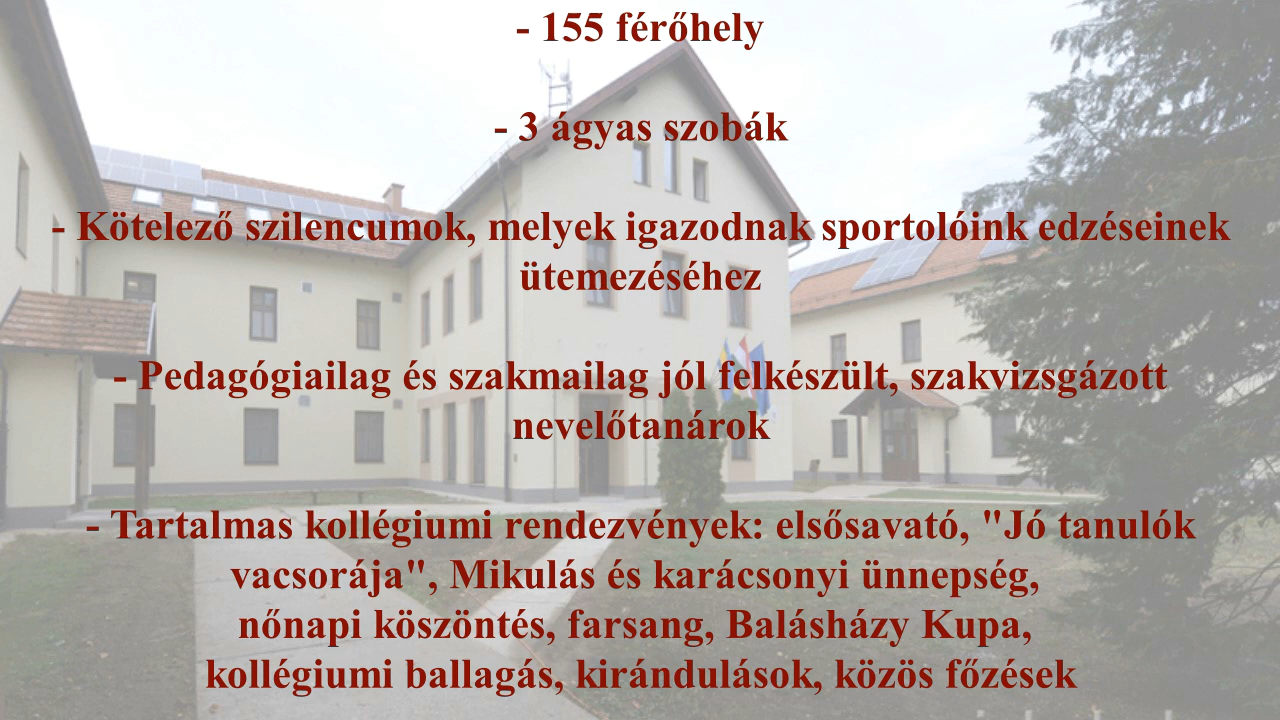 - 155 férőhely
- 3 ágyas szobák
- Kötelező szilencumok, melyek igazodnak sportolóink edzéseinek
ütemezéséhez
- Pedagógiailag és szakmailag jól felkészült, szakvizsgázott
nevelőtanárok
- Tartalmas kollégiumi rendezvények: elsősavató, "Jó tanulók
vacsorája", Mikulás és karácsonyi ünnepség,
nőnapi köszöntés, farsang, Balásházy Kupa,
kollégiumi ballagás, kirándulások, közös főzések